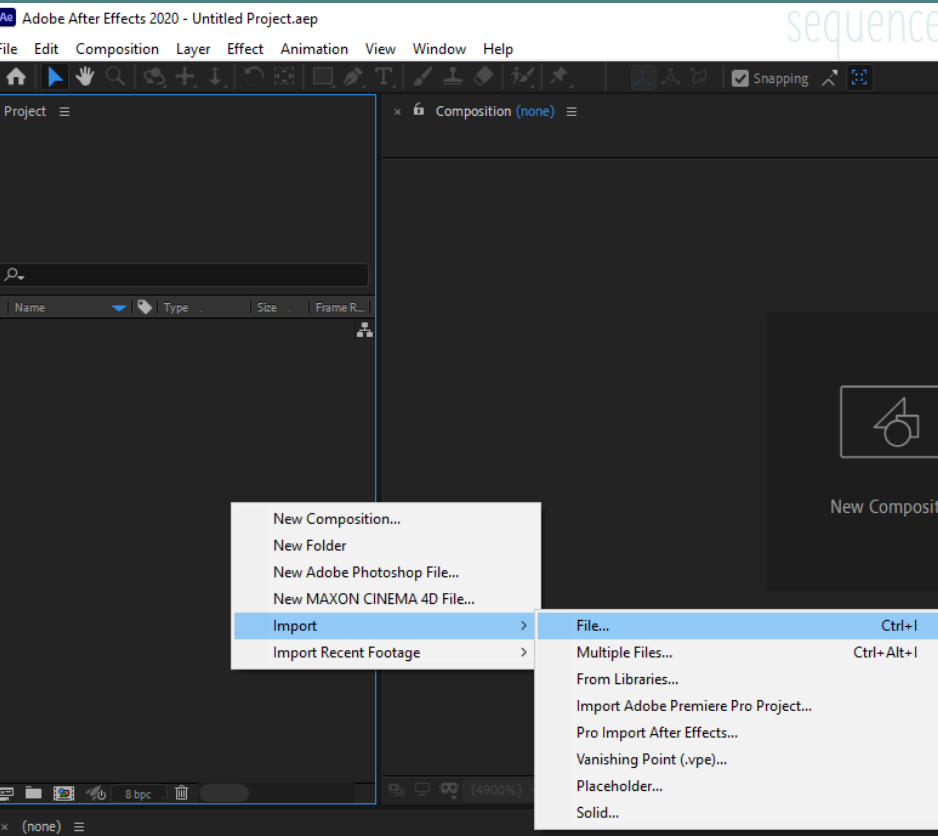 sequence
Ae Adobe After Effects 2020 - Untitled Project.aep
File Edit Composition Layer Effect Animation View Window Help
T Snapping
Project
× Composition (none)
Name Type Size Frame R...
New Composit
New Composition...
New Folder
New Adobe Photoshop File...
New MAXON CINEMA 4D File...
Import >
Import Recent Footage >
File... Ctrl+I
Multiple Files... Ctrl+Alt+I
From Libraries...
Import Adobe Premiere Pro Project...
Pro Import After Effects...
Vanishing Point (.vpe)...
Placeholder...
Solid...
8 bpc
(4900%)
× (none)